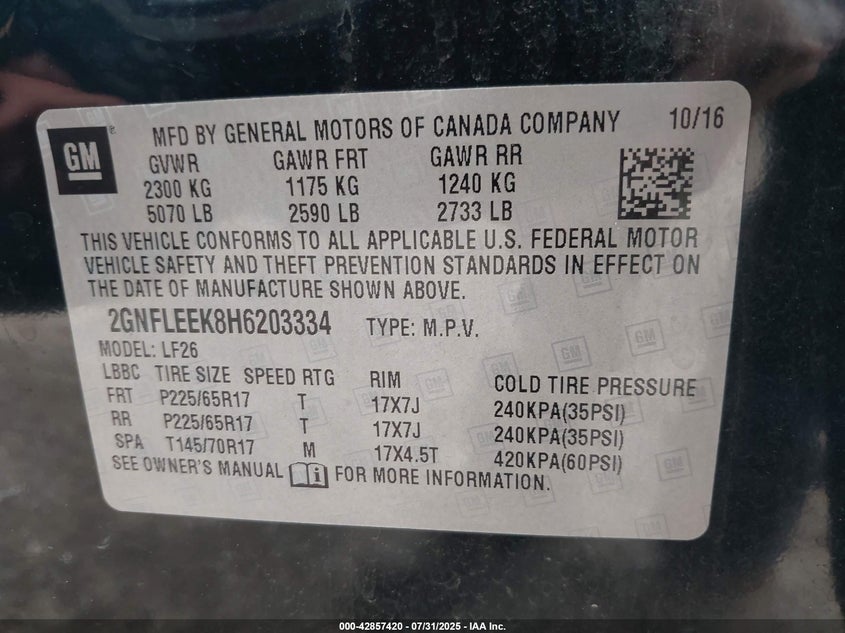 GM®
MFD BY GENERAL MOTORS OF CANADA COMPANY 10/16
GVWR GAWR FRT GAWR RR
2300 KG 1175 KG 1240 KG
5070 LB 2590 LB 2733 LB
THIS VEHICLE CONFORMS TO ALL APPLICABLE U.S. FEDERAL MOTOR
VEHICLE SAFETY AND THEFT PREVENTION STANDARDS IN EFFECT ON
THE DATE OF MANUFACTURE SHOWN ABOVE.
2GNFLEEK8H6203334 TYPE: M.P.V.
MODEL: LF26
LBBC TIRE SIZE SPEED RTG RIM COLD TIRE PRESSURE
FRT P225/65R17 T 17X7J 240KPA(35PSI)
RR P225/65R17 T 17X7J 240KPA(35PSI)
SPA T145/70R17 M 17X4.5T 420KPA(60PSI)
SEE OWNER'S MANUAL FOR MORE INFORMATION.
000-42857420 - 07/31/2025 - IAA Inc.